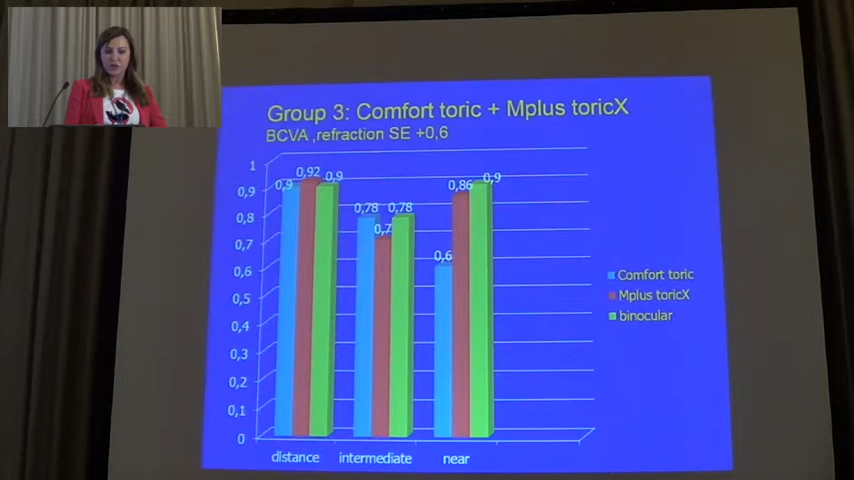 Group 3: Comfort toric + Mplus toricX
BCVA ,refraction SE +0,6
1
0,9
0,8
0,7
0,6
0,5
0,4
0,3
0,2
0,1
0
0,9
0,92
0,9
0,78
0,7
0,78
0,6
0,86
0,9
distance
intermediate
near
Comfort toric
Mplus toricX
binocular